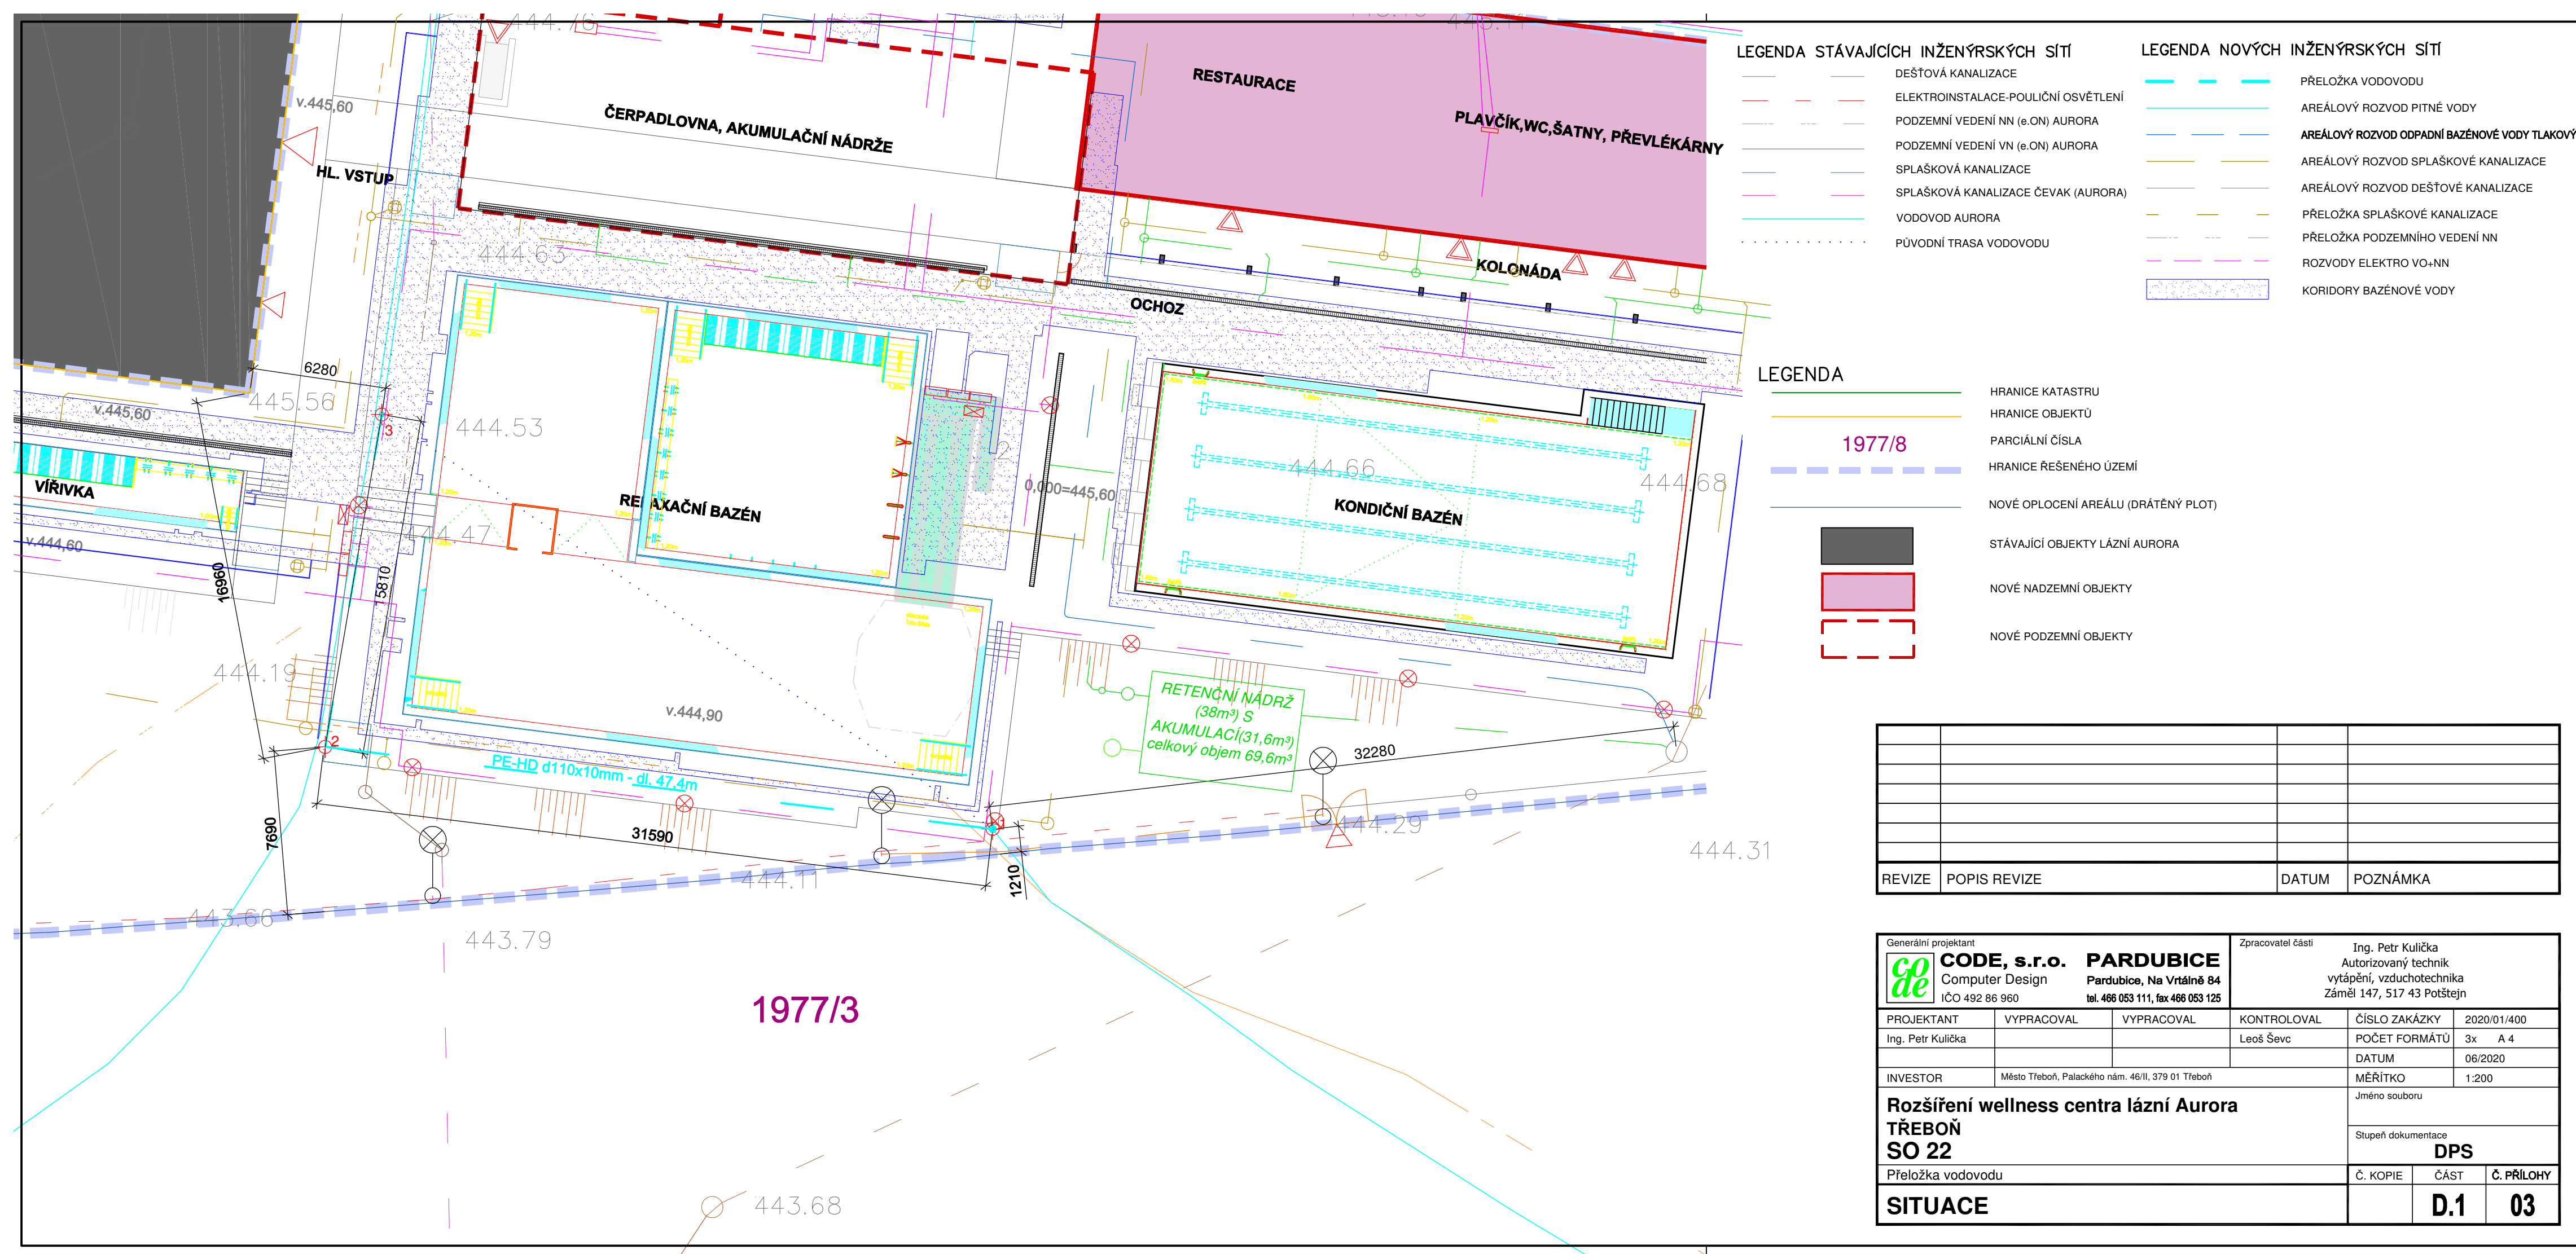 444.76
v.445,60
HL. VSTUP
ČERPADLOVNA, AKUMULAČNÍ NÁDRŽE
RESTAURACE
PLAVČÍK,WC,ŠATNY, PŘEVLÉKÁRNY
KOLONÁDA
OCHOZ
444.63
6280
445.56
v.445,60
3
444.53
VÍŘIVKA
v.444,60
444.47
RELAXAČNÍ BAZÉN
0,000=445,60
444.66
444.68
KONDIČNÍ BAZÉN
16960
15810
444.19
2
v.444,90
PE-HD d110x10mm - dl. 47,4m
RETENČNÍ NÁDRŽ
(38m³) S
AKUMULACÍ(31,6m³)
celkový objem 69,6m³
32280
7690
31590
1
1210
444.29
444.31
444.11
443.66
443.79
1977/3
443.68
LEGENDA STÁVAJÍCÍCH INŽENÝRSKÝCH SÍTÍ
DEŠŤOVÁ KANALIZACE
ELEKTROINSTALACE-POULIČNÍ OSVĚTLENÍ
PODZEMNÍ VEDENÍ NN (e.ON) AURORA
PODZEMNÍ VEDENÍ VN (e.ON) AURORA
SPLAŠKOVÁ KANALIZACE
SPLAŠKOVÁ KANALIZACE ČEVAK (AURORA)
VODOVOD AURORA
PŮVODNÍ TRASA VODOVODU
LEGENDA NOVÝCH INŽENÝRSKÝCH SÍTÍ
PŘELOŽKA VODOVODU
AREÁLOVÝ ROZVOD PITNÉ VODY
AREÁLOVÝ ROZVOD ODPADNÍ BAZÉNOVÉ VODY TLAKOVÝ
AREÁLOVÝ ROZVOD SPLAŠKOVÉ KANALIZACE
AREÁLOVÝ ROZVOD DEŠŤOVÉ KANALIZACE
PŘELOŽKA SPLAŠKOVÉ KANALIZACE
PŘELOŽKA PODZEMNÍHO VEDENÍ NN
ROZVODY ELEKTRO VO+NN
KORIDORY BAZÉNOVÉ VODY
LEGENDA
HRANICE KATASTRU
HRANICE OBJEKTŮ
1977/8
PARCIÁLNÍ ČÍSLA
HRANICE ŘEŠENÉHO ÚZEMÍ
NOVÉ OPLOCENÍ AREÁLU (DRÁTĚNÝ PLOT)
STÁVAJÍCÍ OBJEKTY LÁZNÍ AURORA
NOVÉ NADZEMNÍ OBJEKTY
NOVÉ PODZEMNÍ OBJEKTY
REVIZE POPIS REVIZE DATUM POZNÁMKA
Generální projektant
code
CODE, s.r.o. PARDUBICE
Computer Design Pardubice, Na Vrtálně 84
IČO 492 86 960 tel. 466 053 111, fax 466 053 125
Zpracovatel části
Ing. Petr Kulička
Autorizovaný technik
vytápění, vzduchotechnika
Záměl 147, 517 43 Potštejn
PROJEKTANT VYPRACOVAL VYPRACOVAL KONTROLOVAL ČÍSLO ZAKÁZKY 2020/01/400
Ing. Petr Kulička Leoš Ševc POČET FORMÁTŮ 3x A 4
DATUM 06/2020
INVESTOR Město Třeboň, Palackého nám. 46/II, 379 01 Třeboň MĚŘÍTKO 1:200
Rozšíření wellness centra lázní Aurora
TŘEBOŇ
SO 22
Jméno souboru
Stupeň dokumentace
DPS
Přeložka vodovodu
Č. KOPIE ČÁST Č. PŘÍLOHY
SITUACE
D.1 03